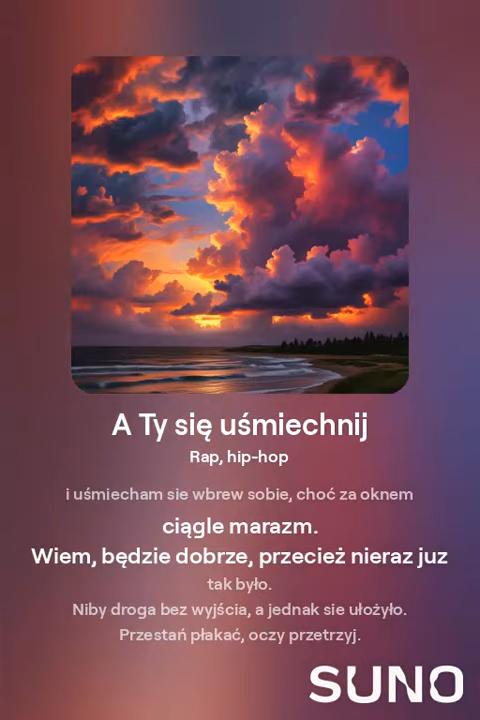 A Ty się uśmiechnij
Rap, hip-hop
i uśmiecham sie wbrew sobie, choć za oknem
ciągle marazm.
Wiem, będzie dobrze, przecież nieraz juz
tak było.
Niby droga bez wyjścia, a jednak sie ułożyło.
Przestań płakać, oczy przetrzyj.
SUNO